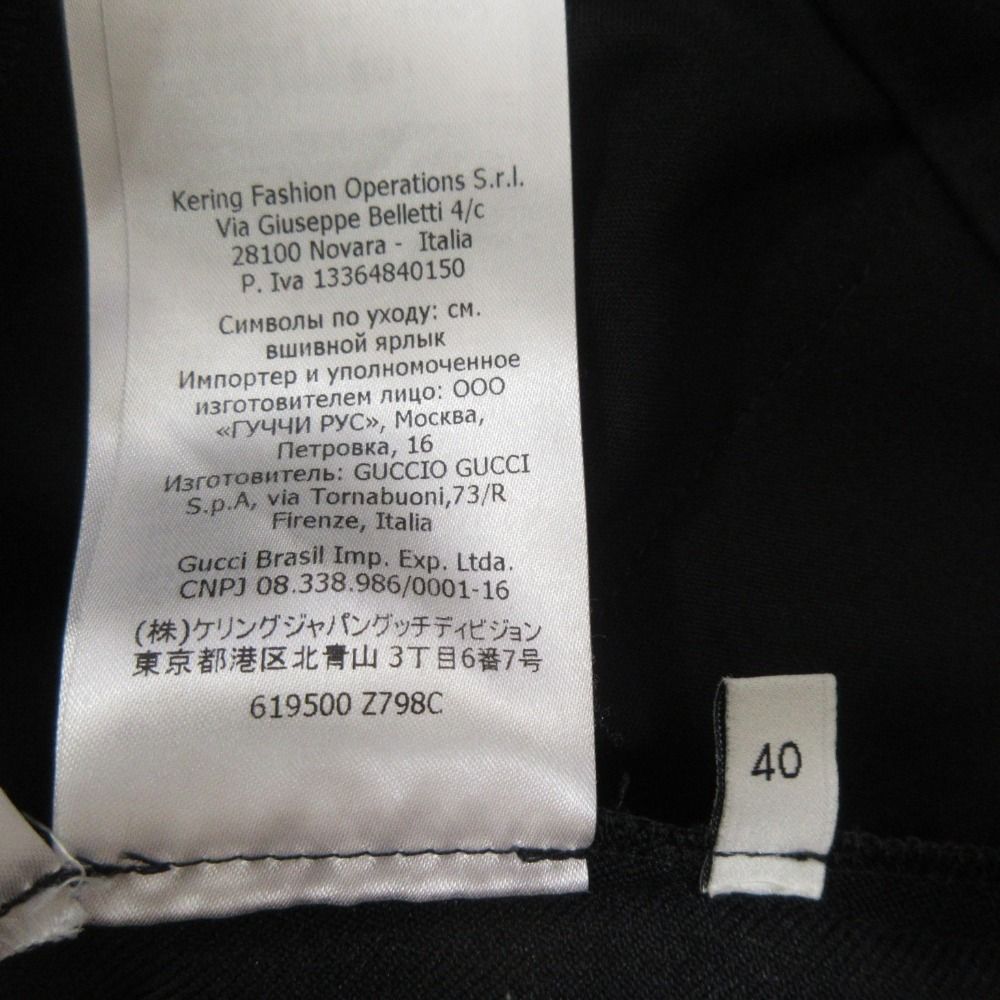 Kering Fashion Operations S.r.l.
Via Giuseppe Belletti 4/c
28100 Novara - Italia
P. Iva 13364840150
Символы по уходу: см.
вшивной ярлык
Импортер и уполномоченное
изготовителем лицо: ООО
«ГУЧЧИ РУС», Москва,
Петровка, 16
Изготовитель: GUCCIO GUCCI
S.p.A, via Tornabuoni,73/R
Firenze, Italia
Gucci Brasil Imp. Exp. Ltda.
CNPJ 08.338.986/0001-16
(株)ケリングジャパングッチディビジョン
東京都港区北青山 3丁目6番7号
619500 Z798C
40